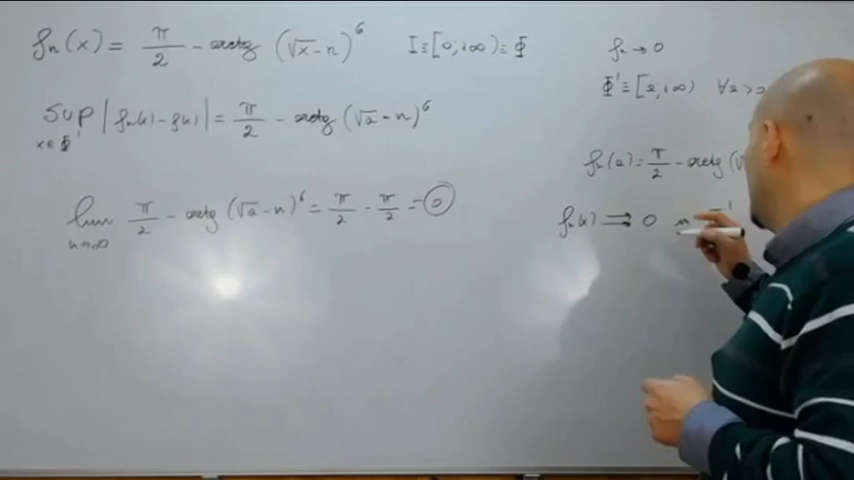 fₙ(x) = π/2 - arctg (√x - n)⁶   I ≡ [0, +∞) ≡ Φ
sup |fₙ(x) - f(x)| = π/2 - arctg (√a - n)⁶
x ∈ Φ'
lim π/2 - arctg (√a - n)⁶ = π/2 - π/2 = 0
n→∞
fₙ → 0
Φ' ≡ [a, +∞)   ∀a >
fₙ(a) = π/2 - arctg (√
fₙ(x) ⇉ 0